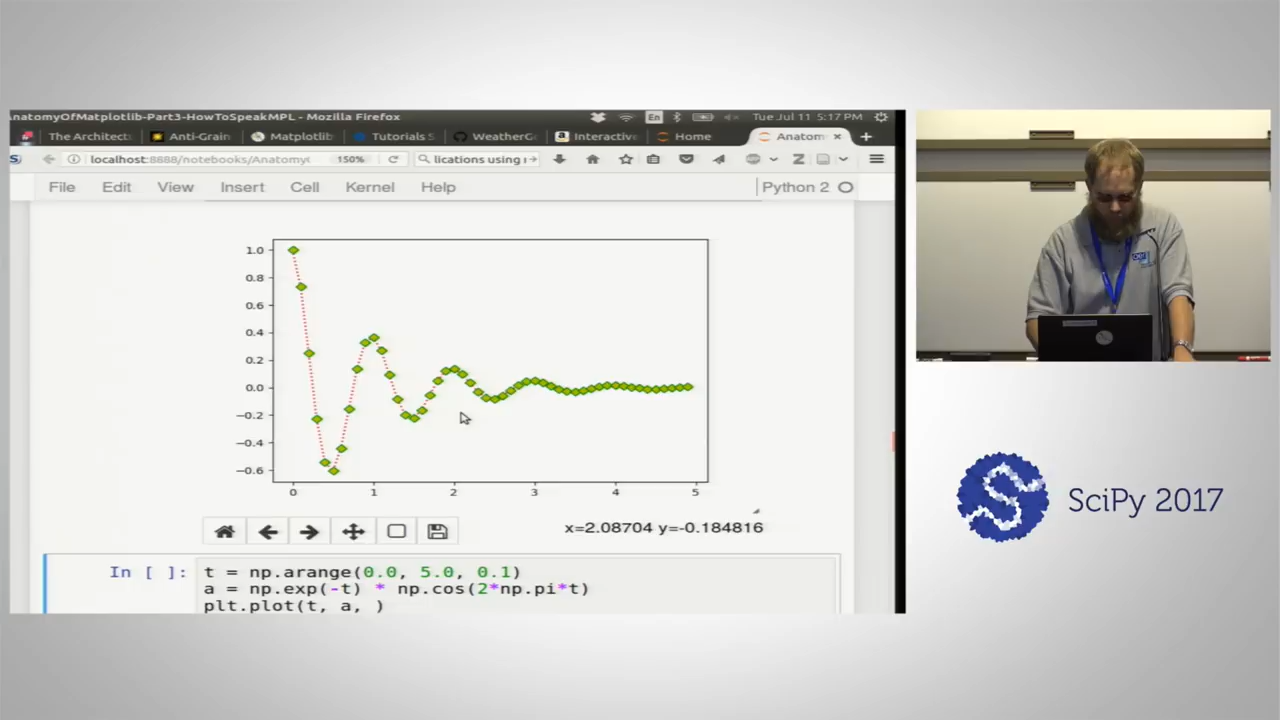 AnatomyOfMatplotlib-Part3-HowToSpeakMPL - Mozilla Firefox
En
Tue Jul 11 5:17 PM
The Architect
Anti-Grain
Matplotlib
Tutorials S
WeatherG
Interactive
Home
Anatom
localhost:8888/notebooks/Anatomy
150%
lications using
File Edit View Insert Cell Kernel Help
Python 2
1.0
0.8
0.6
0.4
0.2
0.0
−0.2
−0.4
−0.6
0 1 2 3 4 5
x=2.08704 y=-0.184816
In [ ]: t = np.arange(0.0, 5.0, 0.1)
a = np.exp(-t) * np.cos(2*np.pi*t)
plt.plot(t, a, )
SciPy 2017